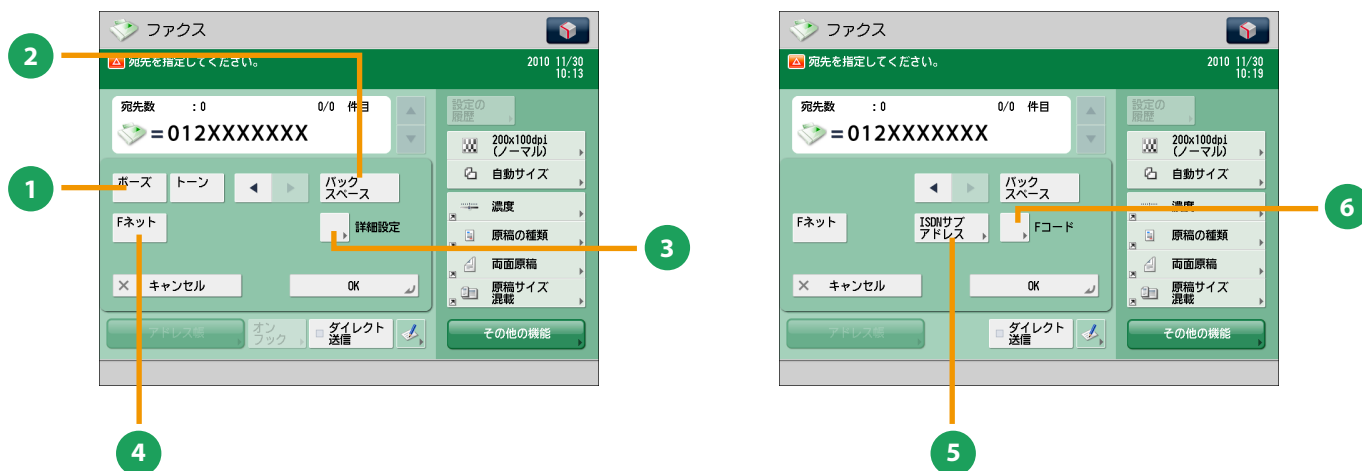 ファクス
宛先を指定してください。
2010 11/30
10:13
宛先数 :0 0/0 件目
=012XXXXXXX
設定の
履歴
200x100dpi
(ノーマル)
自動サイズ
ポーズ
トーン
バック
スペース
Fネット
詳細設定
濃度
原稿の種類
両面原稿
原稿サイズ
混載
キャンセル
OK
アドレス帳
オン
フック
ダイレクト
送信
その他の機能
1
2
3
4
ファクス
宛先を指定してください。
2010 11/30
10:19
宛先数 :0 0/0 件目
=012XXXXXXX
設定の
履歴
200x100dpi
(ノーマル)
自動サイズ
バック
スペース
Fネット
ISDNサブ
アドレス
Fコード
濃度
原稿の種類
両面原稿
原稿サイズ
混載
キャンセル
OK
アドレス帳
ダイレクト
送信
その他の機能
5
6